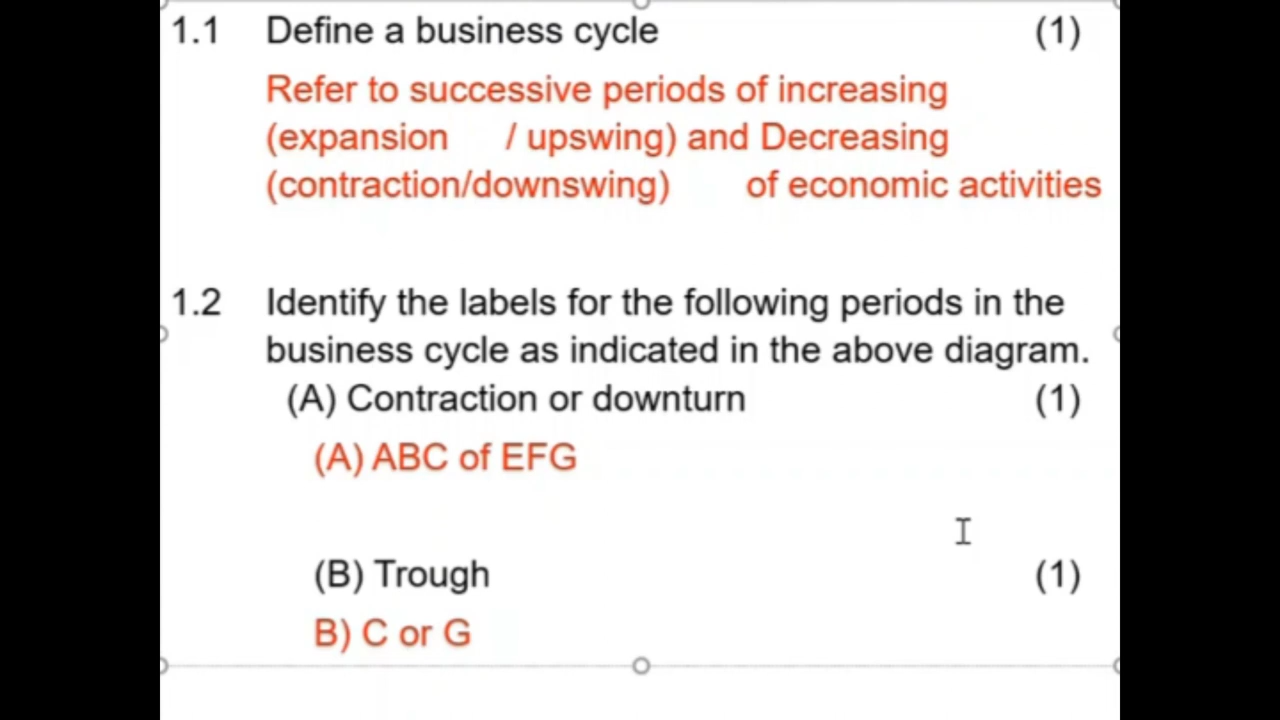 1.1 Define a business cycle (1)
Refer to successive periods of increasing
(expansion / upswing) and Decreasing
(contraction/downswing) of economic activities
1.2 Identify the labels for the following periods in the
business cycle as indicated in the above diagram.
(A) Contraction or downturn (1)
(A) ABC of EFG
(B) Trough (1)
B) C or G